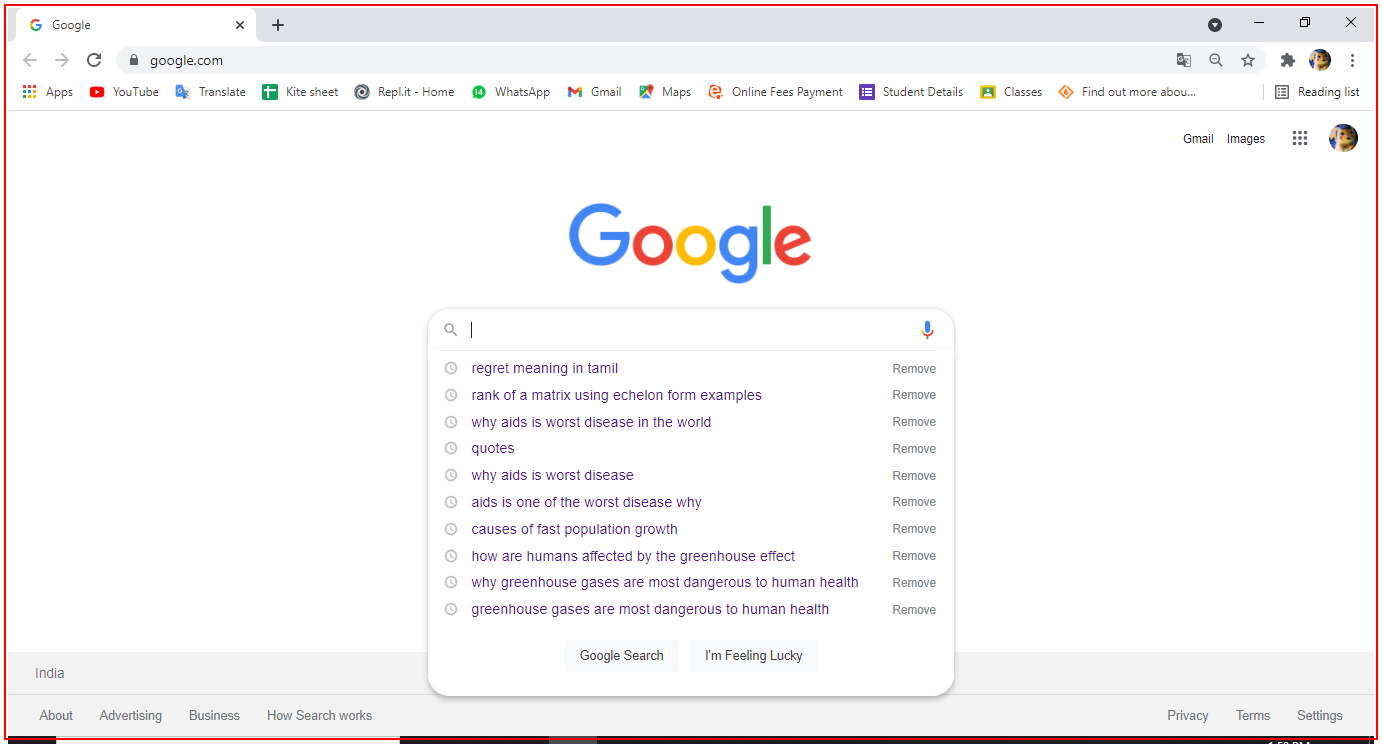 Google
google.com
Apps YouTube Translate Kite sheet Repl.it - Home 14 WhatsApp Gmail Maps Online Fees Payment Student Details Classes Find out more abou... Reading list
Gmail Images
Google
regret meaning in tamil Remove
rank of a matrix using echelon form examples Remove
why aids is worst disease in the world Remove
quotes Remove
why aids is worst disease Remove
aids is one of the worst disease why Remove
causes of fast population growth Remove
how are humans affected by the greenhouse effect Remove
why greenhouse gases are most dangerous to human health Remove
greenhouse gases are most dangerous to human health Remove
Google Search I'm Feeling Lucky
India
About Advertising Business How Search works Privacy Terms Settings